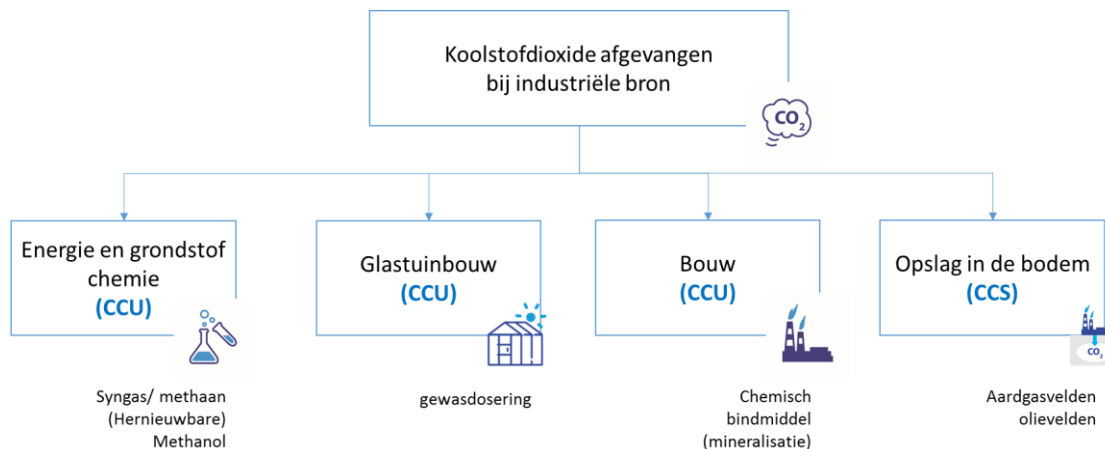 Koolstofdioxide afgevangen
bij industriële bron
CO2
Energie en grondstof
chemie
(CCU)
Glastuinbouw
(CCU)
Bouw
(CCU)
Opslag in de bodem
(CCS)
CO2
Syngas/ methaan
(Hernieuwbare)
Methanol
gewasdosering
Chemisch
bindmiddel
(mineralisatie)
Aardgasvelden
olievelden